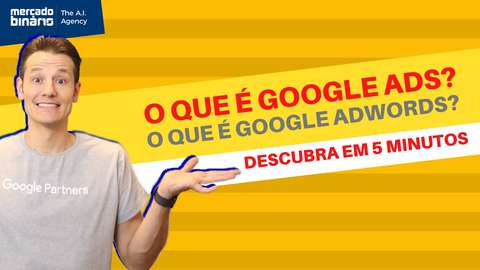 mercado
binário
The A.I.
Agency
O QUE É GOOGLE ADS?
O QUE É GOOGLE ADWORDS?
DESCUBRA EM 5 MINUTOS
Google Partners